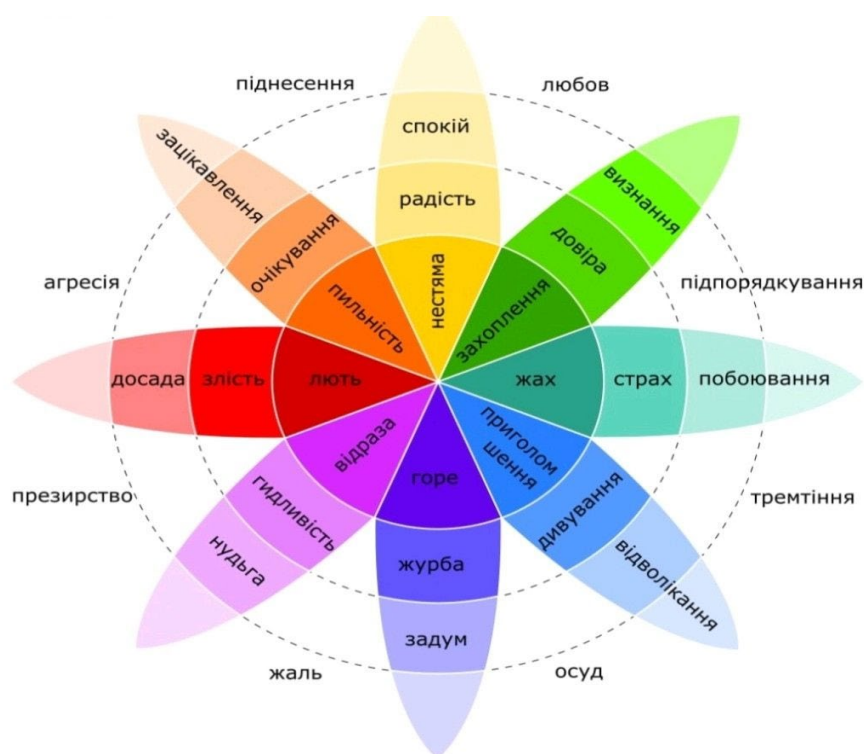 піднесення
любов
спокій
зацікавлення
визнання
радість
очікування
довіра
агресія
підпорядкування
пильність
нестяма
захоплення
досада
злість
лють
жах
страх
побоювання
відраза
горе
приголом
шення
презирство
гидливість
дивування
тремтіння
нудьга
журба
відволікання
задум
жаль
осуд